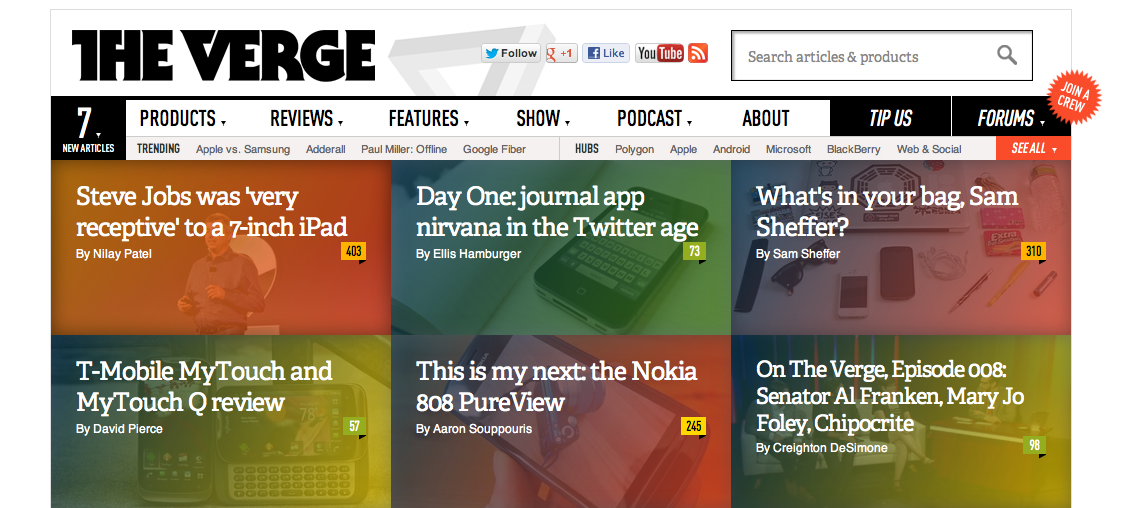 THE VERGE
Follow
g +1
Like
YouTube
Search articles & products
JOIN A
CREW
7
NEW ARTICLES
PRODUCTS
REVIEWS
FEATURES
SHOW
PODCAST
ABOUT
TIP US
FORUMS
TRENDING
Apple vs. Samsung
Adderall
Paul Miller: Offline
Google Fiber
HUBS
Polygon
Apple
Android
Microsoft
BlackBerry
Web & Social
SEE ALL
Steve Jobs was 'very
receptive' to a 7-inch iPad
By Nilay Patel
403
Day One: journal app
nirvana in the Twitter age
By Ellis Hamburger
73
What's in your bag, Sam
Sheffer?
By Sam Sheffer
310
Extra
T-Mobile MyTouch and
MyTouch Q review
By David Pierce
57
This is my next: the Nokia
808 PureView
By Aaron Souppouris
245
On The Verge, Episode 008:
Senator Al Franken, Mary Jo
Foley, Chipocrite
By Creighton DeSimone
98